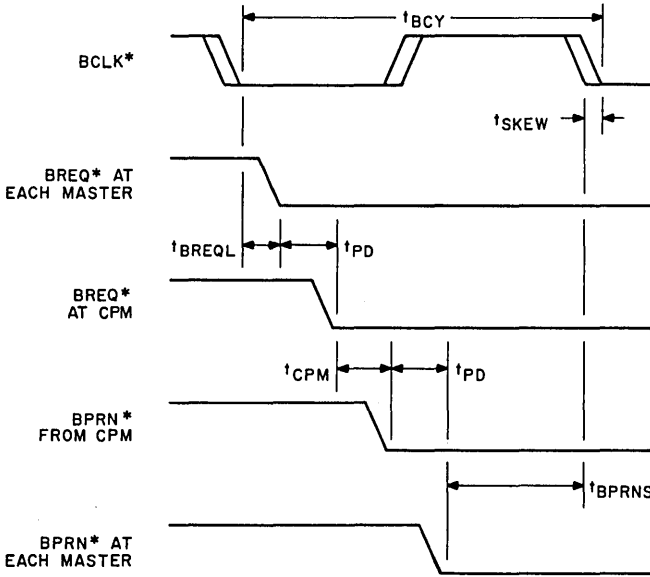 tBCY
BCLK*
tSKEW
BREQ* AT
EACH MASTER
tBREQL
tPD
BREQ*
AT CPM
tCPM
tPD
BPRN*
FROM CPM
tBPRNS
BPRN* AT
EACH MASTER